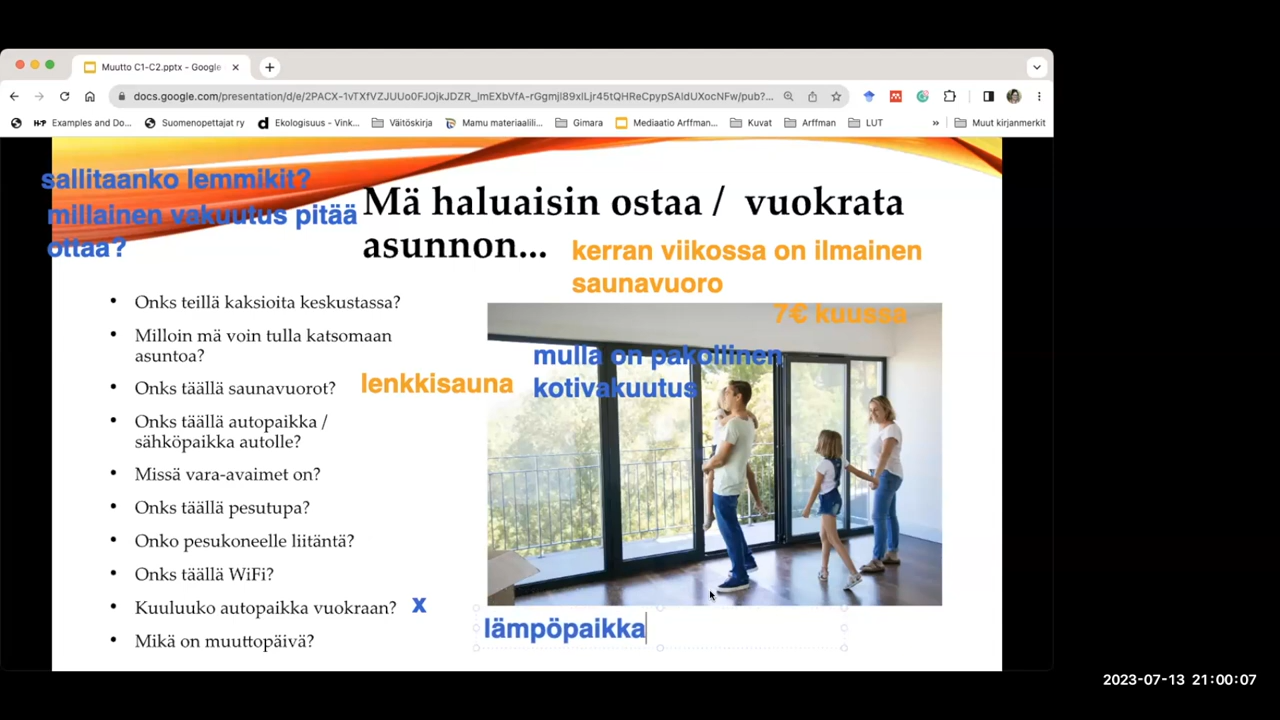 Muutto C1-C2.pptx - Google
docs.google.com/presentation/d/e/2PACX-1vTXfVZJUUo0FJOjkJDZR_lmEXbVfA-rGgmjl89xlLjr45tQHReCpypSAldUXocNFw/pub?...
Examples and Do...
Suomenopettajat ry
Ekologisuus - Vink...
Väitöskirja
Mamu materiaalili...
Gimara
Mediaatio Arffman...
Kuvat
Arffman
LUT
»
Muut kirjanmerkit
sallitaanko lemmikit?
millainen vakuutus pitää
ottaa?
Mä haluaisin ostaa / vuokrata
asunnon...
kerran viikossa on ilmainen
saunavuoro
7€ kuussa
mulla on pakollinen
kotivakuutus
lenkkisauna
• Onks teillä kaksioita keskustassa?
• Milloin mä voin tulla katsomaan
asuntoa?
• Onks täällä saunavuorot?
• Onks täällä autopaikka /
sähköpaikka autolle?
• Missä vara-avaimet on?
• Onks täällä pesutupa?
• Onko pesukoneelle liitäntä?
• Onks täällä WiFi?
• Kuuluuko autopaikka vuokraan? x
• Mikä on muuttopäivä?
lämpöpaikka
2023-07-13 21:00:07